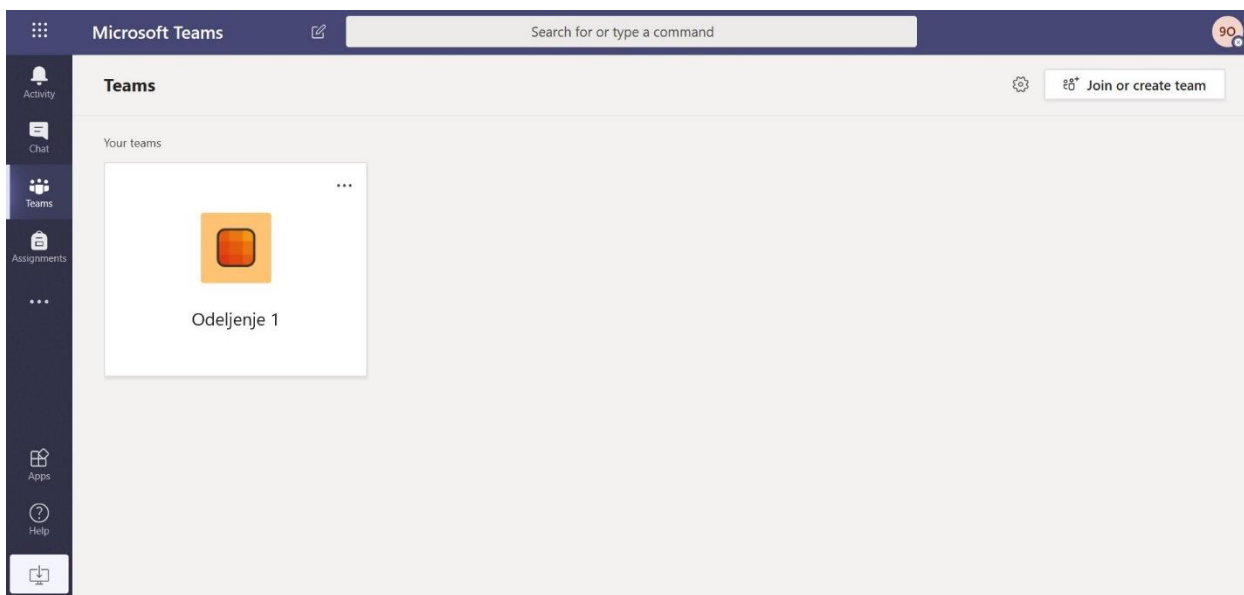 Microsoft Teams
Search for or type a command
9O
Activity
Chat
Teams
Assignments
Apps
Help
Teams
Join or create team
Your teams
Odeljenje 1